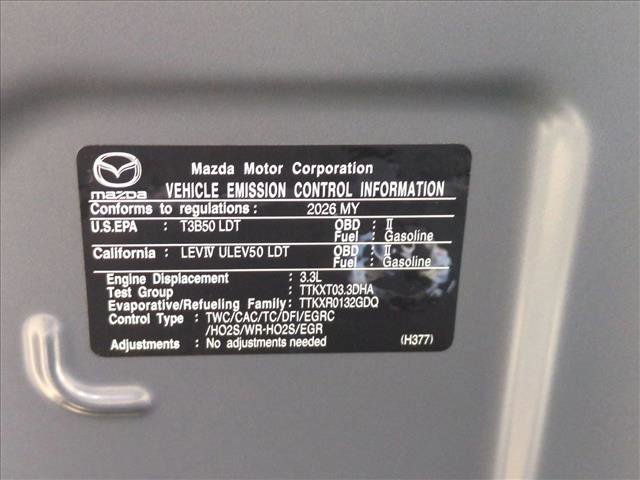 mazda
Mazda Motor Corporation
VEHICLE EMISSION CONTROL INFORMATION
Conforms to regulations : 2026 MY
U.S.EPA : T3B50 LDT OBD : II
Fuel : Gasoline
California : LEVIV ULEV50 LDT OBD : II
Fuel : Gasoline
Engine Displacement : 3.3L
Test Group : TTKXT03.3DHA
Evaporative/Refueling Family: TTKXR0132GDQ
Control Type : TWC/CAC/TC/DFI/EGRC
/HO2S/WR-HO2S/EGR
Adjustments : No adjustments needed (H377)